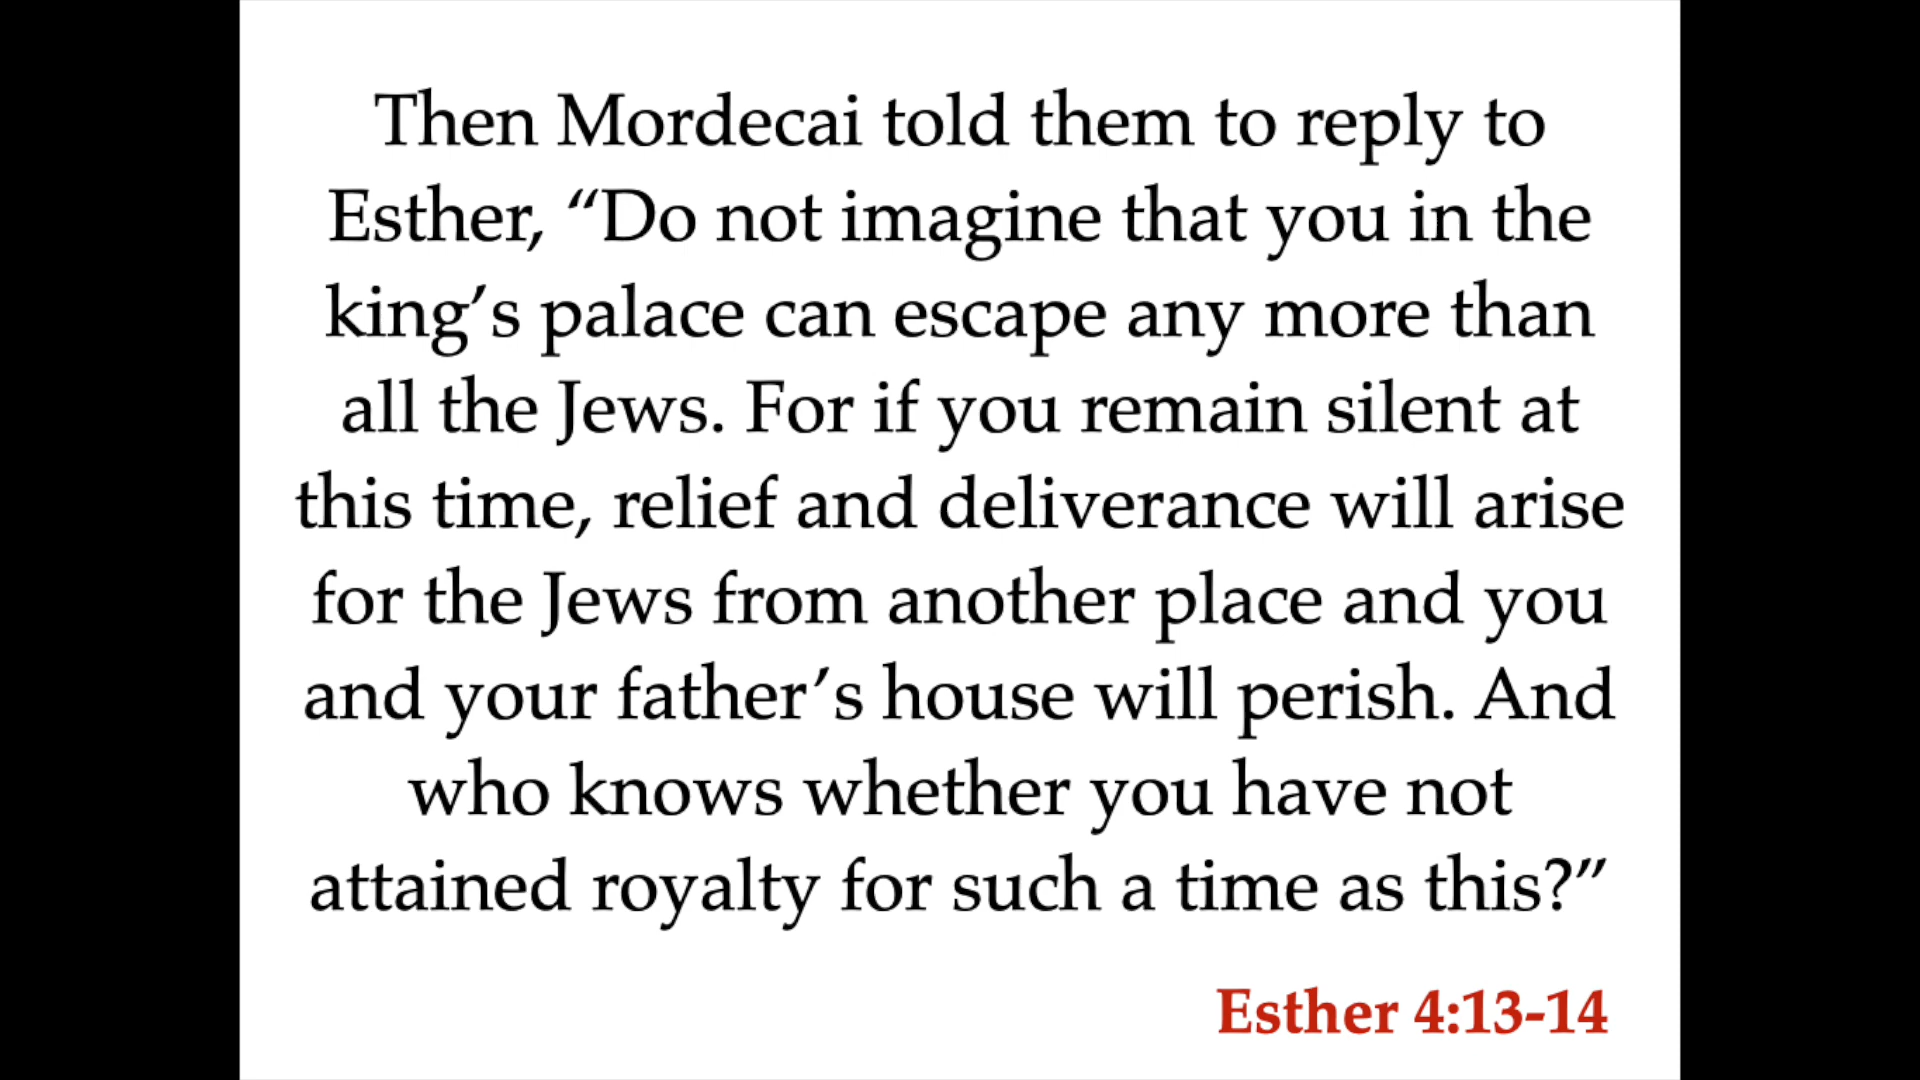 Then Mordecai told them to reply to
Esther, “Do not imagine that you in the
king’s palace can escape any more than
all the Jews. For if you remain silent at
this time, relief and deliverance will arise
for the Jews from another place and you
and your father’s house will perish. And
who knows whether you have not
attained royalty for such a time as this?”
Esther 4:13-14